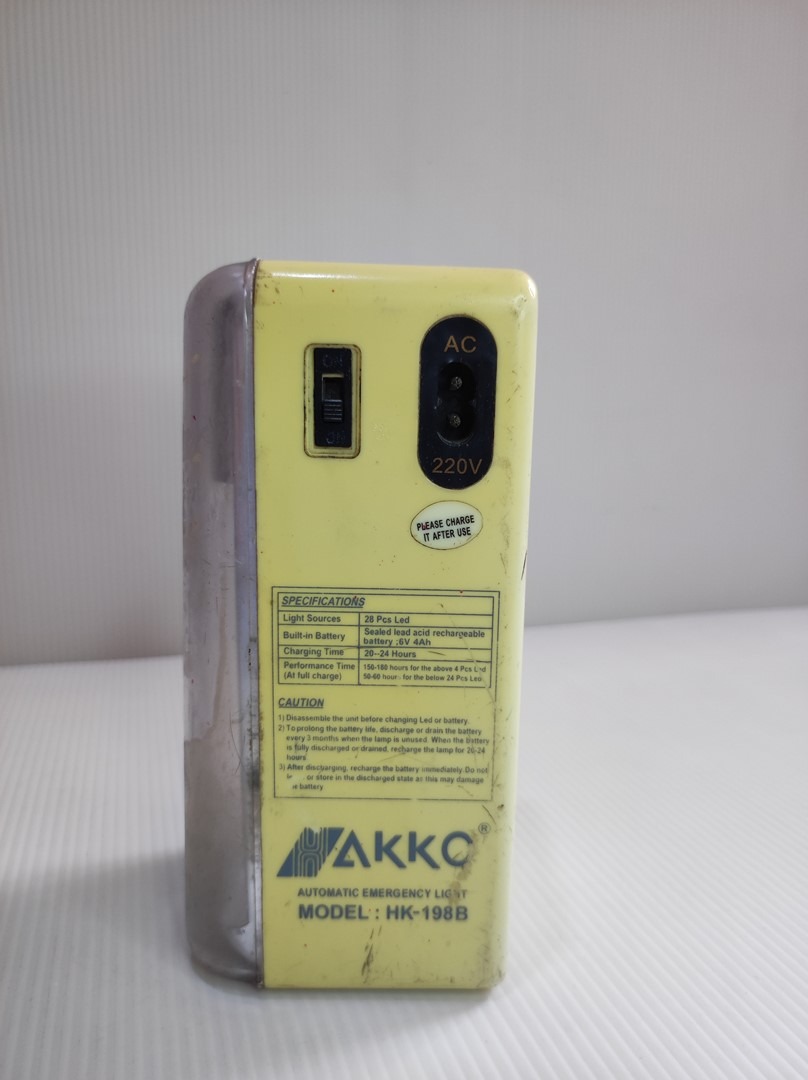 AC
220V
PLEASE CHARGE
IT AFTER USE
SPECIFICATIONS
Light Sources 28 Pcs Led
Built-in Battery Sealed lead acid rechargeable
battery ;6V 4Ah
Charging Time 20--24 Hours
Performance Time 150-180 hours for the above 4 Pcs Led
(At full charge) 50-60 hours for the below 24 Pcs Led
CAUTION
1) Disassemble the unit before changing Led or battery.
2) To prolong the battery life, discharge or drain the battery
every 3 months when the lamp is unused. When the battery
is fully discharged or drained, recharge the lamp for 20-24
hours
3) After discharging, recharge the battery immediately. Do not
or store in the discharged state as this may damage
battery
HAKKO ®
AUTOMATIC EMERGENCY LIGHT
MODEL : HK-198B